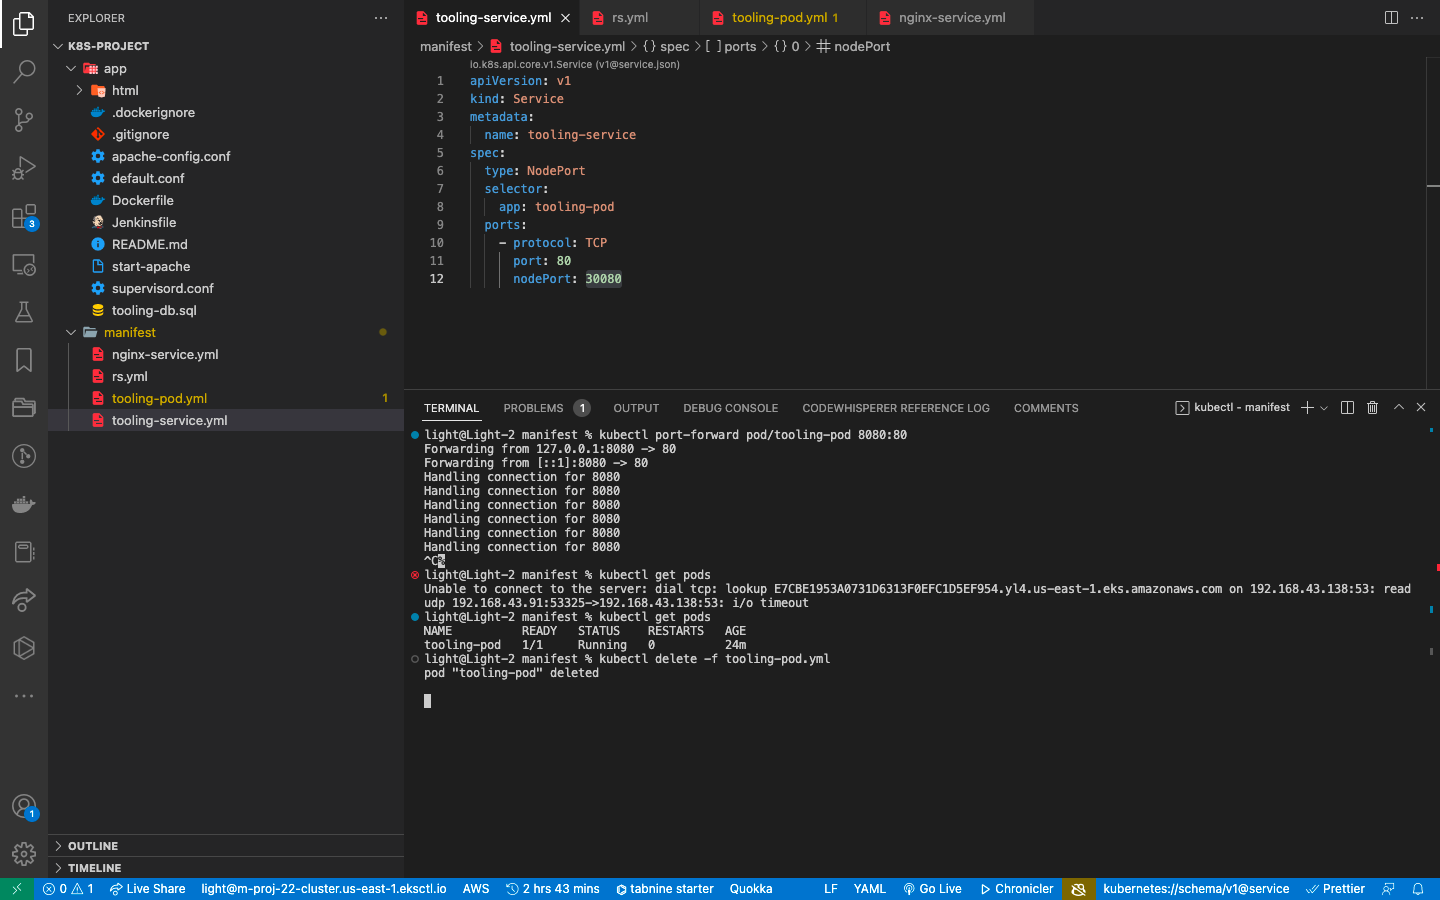 EXPLORER
K8S-PROJECT
app
html
.dockerignore
.gitignore
apache-config.conf
default.conf
Dockerfile
Jenkinsfile
README.md
start-apache
supervisord.conf
tooling-db.sql
manifest
nginx-service.yml
rs.yml
tooling-pod.yml 1
tooling-service.yml
OUTLINE
TIMELINE
3
1
tooling-service.yml
rs.yml
tooling-pod.yml 1
nginx-service.yml
manifest > tooling-service.yml > {} spec > [ ] ports > {} 0 > nodePort
io.k8s.api.core.v1.Service (v1@service.json)
1 apiVersion: v1
2 kind: Service
3 metadata:
4 name: tooling-service
5 spec:
6 type: NodePort
7 selector:
8 app: tooling-pod
9 ports:
10 - protocol: TCP
11 port: 80
12 nodePort: 30080
TERMINAL PROBLEMS 1 OUTPUT DEBUG CONSOLE CODEWHISPERER REFERENCE LOG COMMENTS kubectl - manifest
light@Light-2 manifest % kubectl port-forward pod/tooling-pod 8080:80
Forwarding from 127.0.0.1:8080 -> 80
Forwarding from [::1]:8080 -> 80
Handling connection for 8080
Handling connection for 8080
Handling connection for 8080
Handling connection for 8080
Handling connection for 8080
Handling connection for 8080
^C%
light@Light-2 manifest % kubectl get pods
Unable to connect to the server: dial tcp: lookup E7CBE1953A0731D6313F0EFC1D5EF954.yl4.us-east-1.eks.amazonaws.com on 192.168.43.138:53: read
udp 192.168.43.91:53325->192.168.43.138:53: i/o timeout
light@Light-2 manifest % kubectl get pods
NAME READY STATUS RESTARTS AGE
tooling-pod 1/1 Running 0 24m
light@Light-2 manifest % kubectl delete -f tooling-pod.yml
pod "tooling-pod" deleted
0 1 Live Share light@m-proj-22-cluster.us-east-1.eksctl.io AWS 2 hrs 43 mins tabnine starter Quokka LF YAML Go Live Chronicler kubernetes://schema/v1@service Prettier